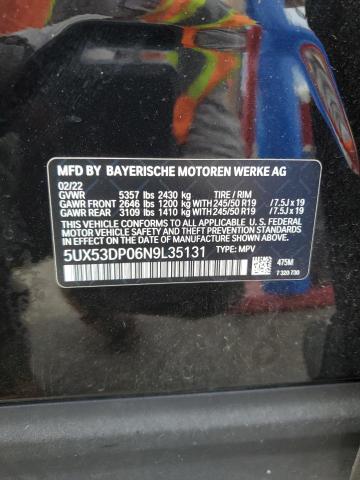 MFD BY BAYERISCHE MOTOREN WERKE AG
02/22
GVWR 5357 lbs 2430 kg TIRE / RIM
GAWR FRONT 2646 lbs 1200 kg WITH 245/50 R19 /7.5J x 19
GAWR REAR 3109 lbs 1410 kg WITH 245/50 R19 /7.5J x 19
THIS VEHICLE CONFORMS TO ALL APPLICABLE U.S. FEDERAL
MOTOR VEHICLE SAFETY STANDARDS IN EFFECT ON THE
DATE OF MANUFACTURE SHOWN ABOVE.
5UX53DP06N9L35131 TYPE: MPV
475M
7 320 730